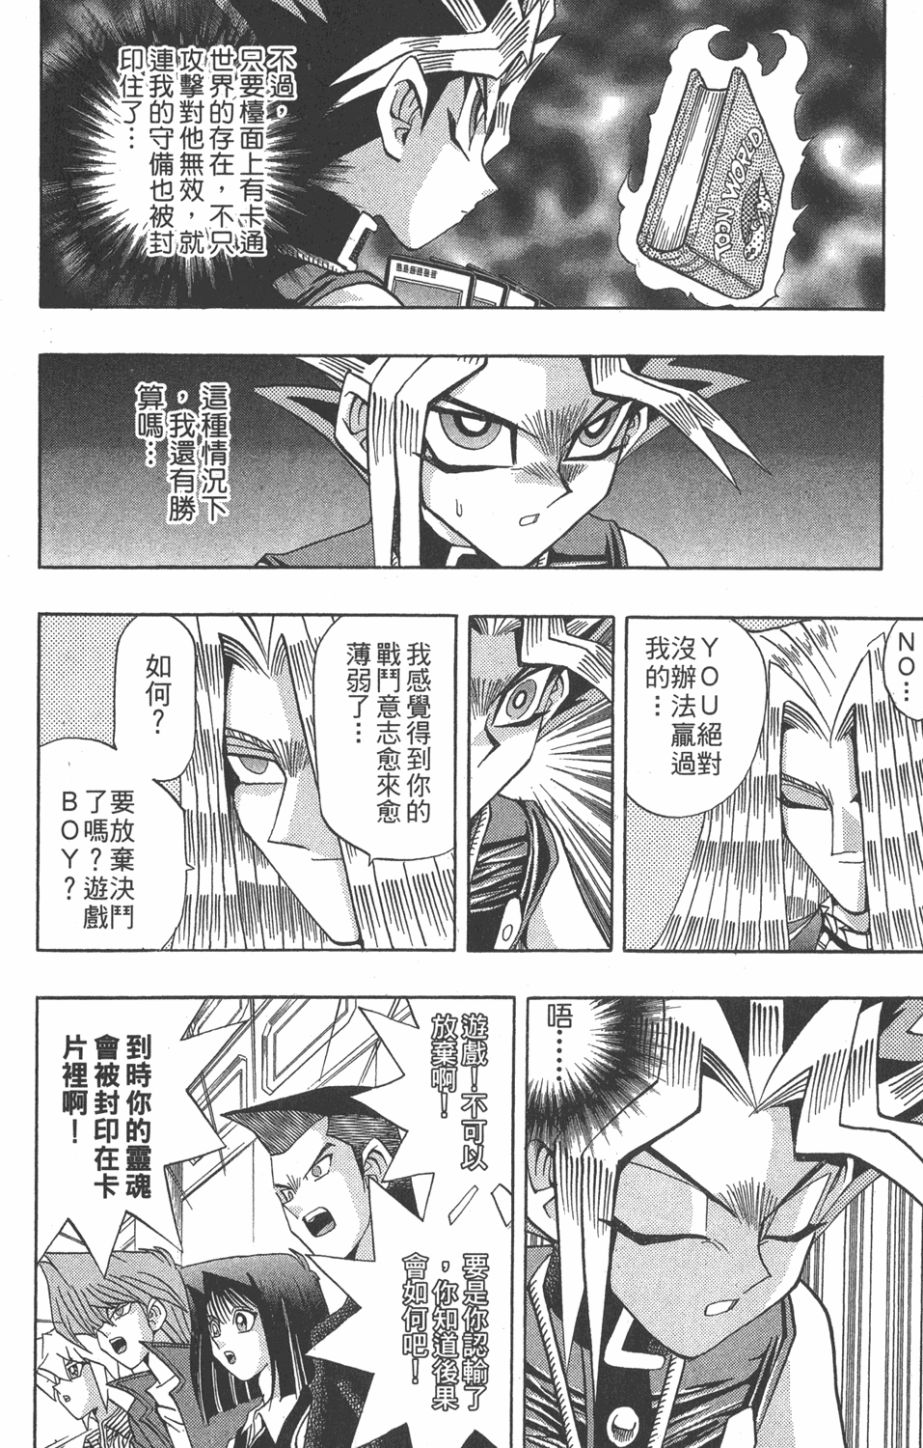 不過，
只要檯面上有卡通
世界的存在，不只
攻擊對他無效，就
連我的守備也被封
印住了…
TOON WORLD
這種情況下
，我還有勝
算嗎…
NO…
YOU絕對
沒辦法贏過
我的…
我感覺得到你的
戰鬥意志愈來愈
薄弱了…
如何？
要放棄決鬥
了嗎？遊戲
BOY？
唔……
遊戲！不可以
放棄啊！
要是你認輸了
，你知道後果
會如何吧！
到時你的靈魂
會被封印在卡
片裡啊！